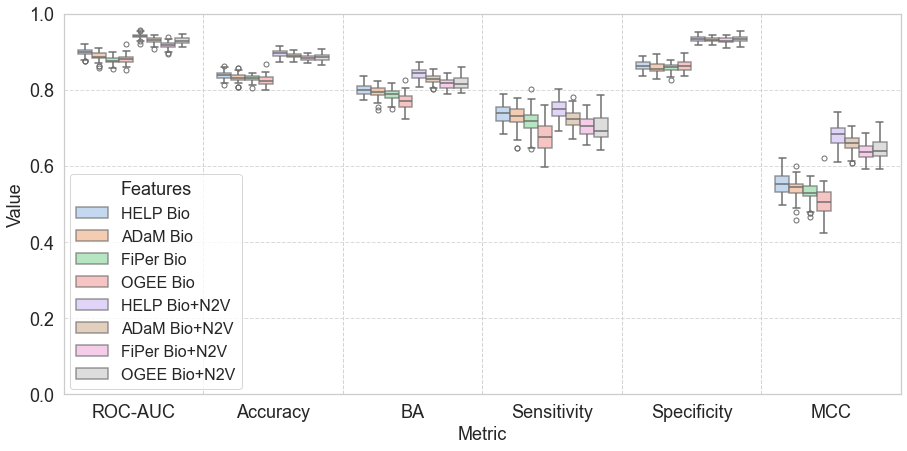 1.0
0.8
0.6
0.4
0.2
0.0
Value
Features
HELP Bio
ADaM Bio
FiPer Bio
OGEE Bio
HELP Bio+N2V
ADaM Bio+N2V
FiPer Bio+N2V
OGEE Bio+N2V
ROC-AUC Accuracy BA Sensitivity Specificity MCC
Metric